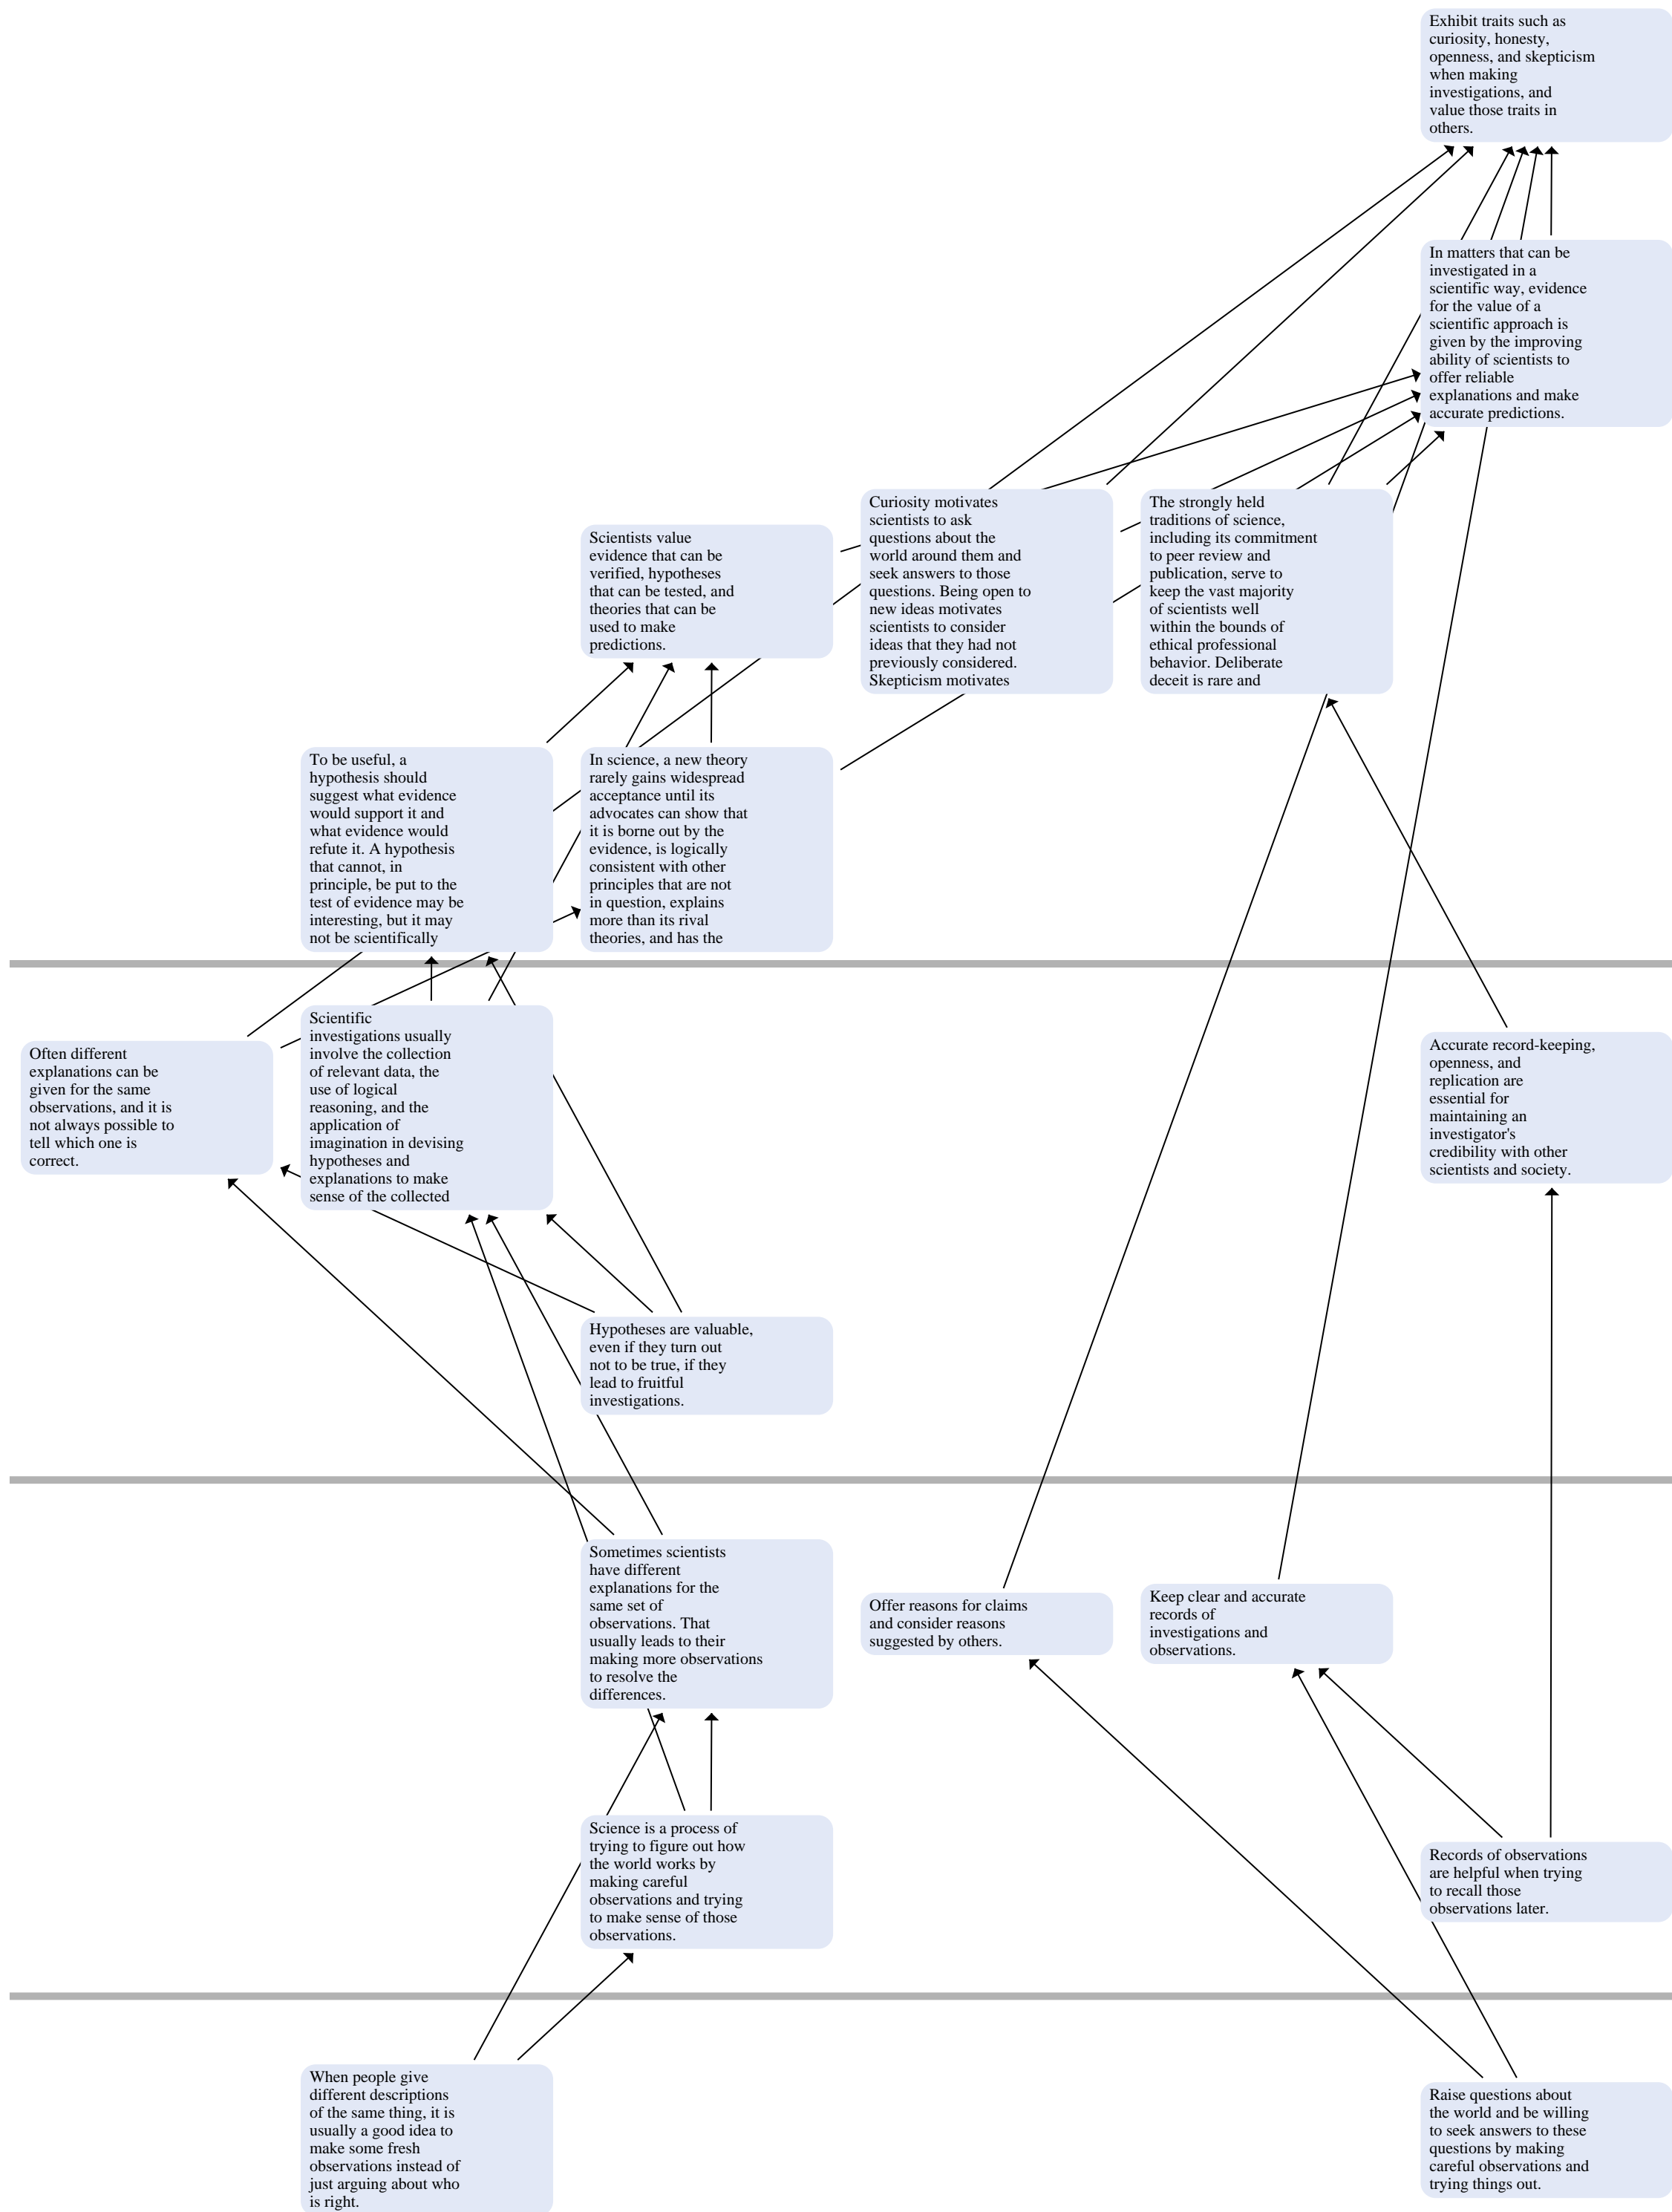 Exhibit traits such as
curiosity, honesty,
openness, and skepticism
when making
investigations, and
value those traits in
others.
In matters that can be
investigated in a
scientific way, evidence
for the value of a
scientific approach is
given by the improving
ability of scientists to
offer reliable
explanations and make
accurate predictions.
Curiosity motivates
scientists to ask
questions about the
world around them and
seek answers to those
questions. Being open to
new ideas motivates
scientists to consider
ideas that they had not
previously considered.
Skepticism motivates
The strongly held
traditions of science,
including its commitment
to peer review and
publication, serve to
keep the vast majority
of scientists well
within the bounds of
ethical professional
behavior. Deliberate
deceit is rare and
Scientists value
evidence that can be
verified, hypotheses
that can be tested, and
theories that can be
used to make
predictions.
To be useful, a
hypothesis should
suggest what evidence
would support it and
what evidence would
refute it. A hypothesis
that cannot, in
principle, be put to the
test of evidence may be
interesting, but it may
not be scientifically
In science, a new theory
rarely gains widespread
acceptance until its
advocates can show that
it is borne out by the
evidence, is logically
consistent with other
principles that are not
in question, explains
more than its rival
theories, and has the
Often different
explanations can be
given for the same
observations, and it is
not always possible to
tell which one is
correct.
Scientific
investigations usually
involve the collection
of relevant data, the
use of logical
reasoning, and the
application of
imagination in devising
hypotheses and
explanations to make
sense of the collected
Accurate record-keeping,
openness, and
replication are
essential for
maintaining an
investigator's
credibility with other
scientists and society.
Hypotheses are valuable,
even if they turn out
not to be true, if they
lead to fruitful
investigations.
Sometimes scientists
have different
explanations for the
same set of
observations. That
usually leads to their
making more observations
to resolve the
differences.
Offer reasons for claims
and consider reasons
suggested by others.
Keep clear and accurate
records of
investigations and
observations.
Science is a process of
trying to figure out how
the world works by
making careful
observations and trying
to make sense of those
observations.
Records of observations
are helpful when trying
to recall those
observations later.
When people give
different descriptions
of the same thing, it is
usually a good idea to
make some fresh
observations instead of
just arguing about who
is right.
Raise questions about
the world and be willing
to seek answers to these
questions by making
careful observations and
trying things out.